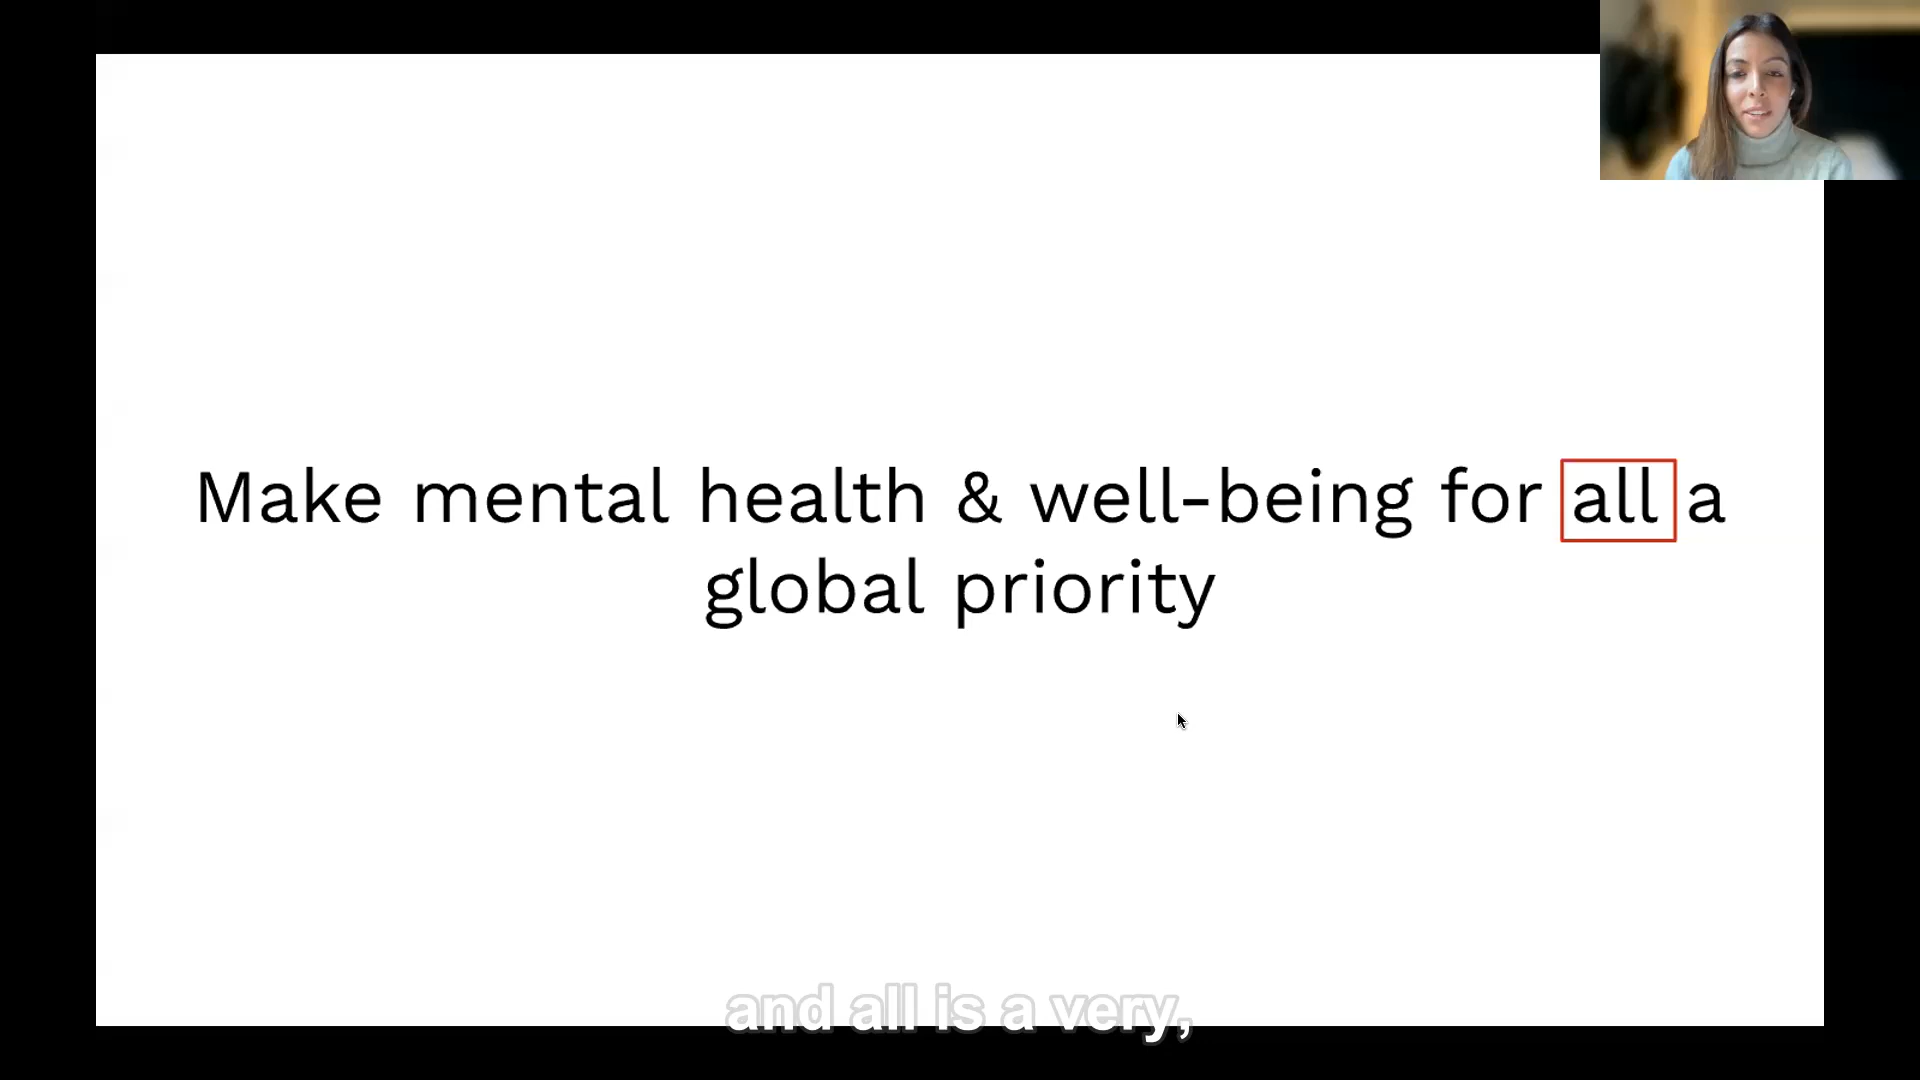 Make mental health & well-being for all a
global priority
and all is a very,